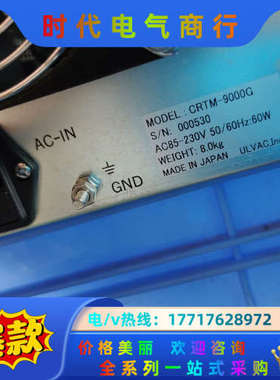 时代电气商行
MODEL: CRTM-9000G
S/N: 000530
AC85-230V 50/60Hz:60W
WEIGHT: 8.0kg
MADE IN JAPAN ULVAC,Inc
AC-IN
GND
爆款
电/v热线:17717628972
价格美丽 欢迎咨询
全系列一站式采购